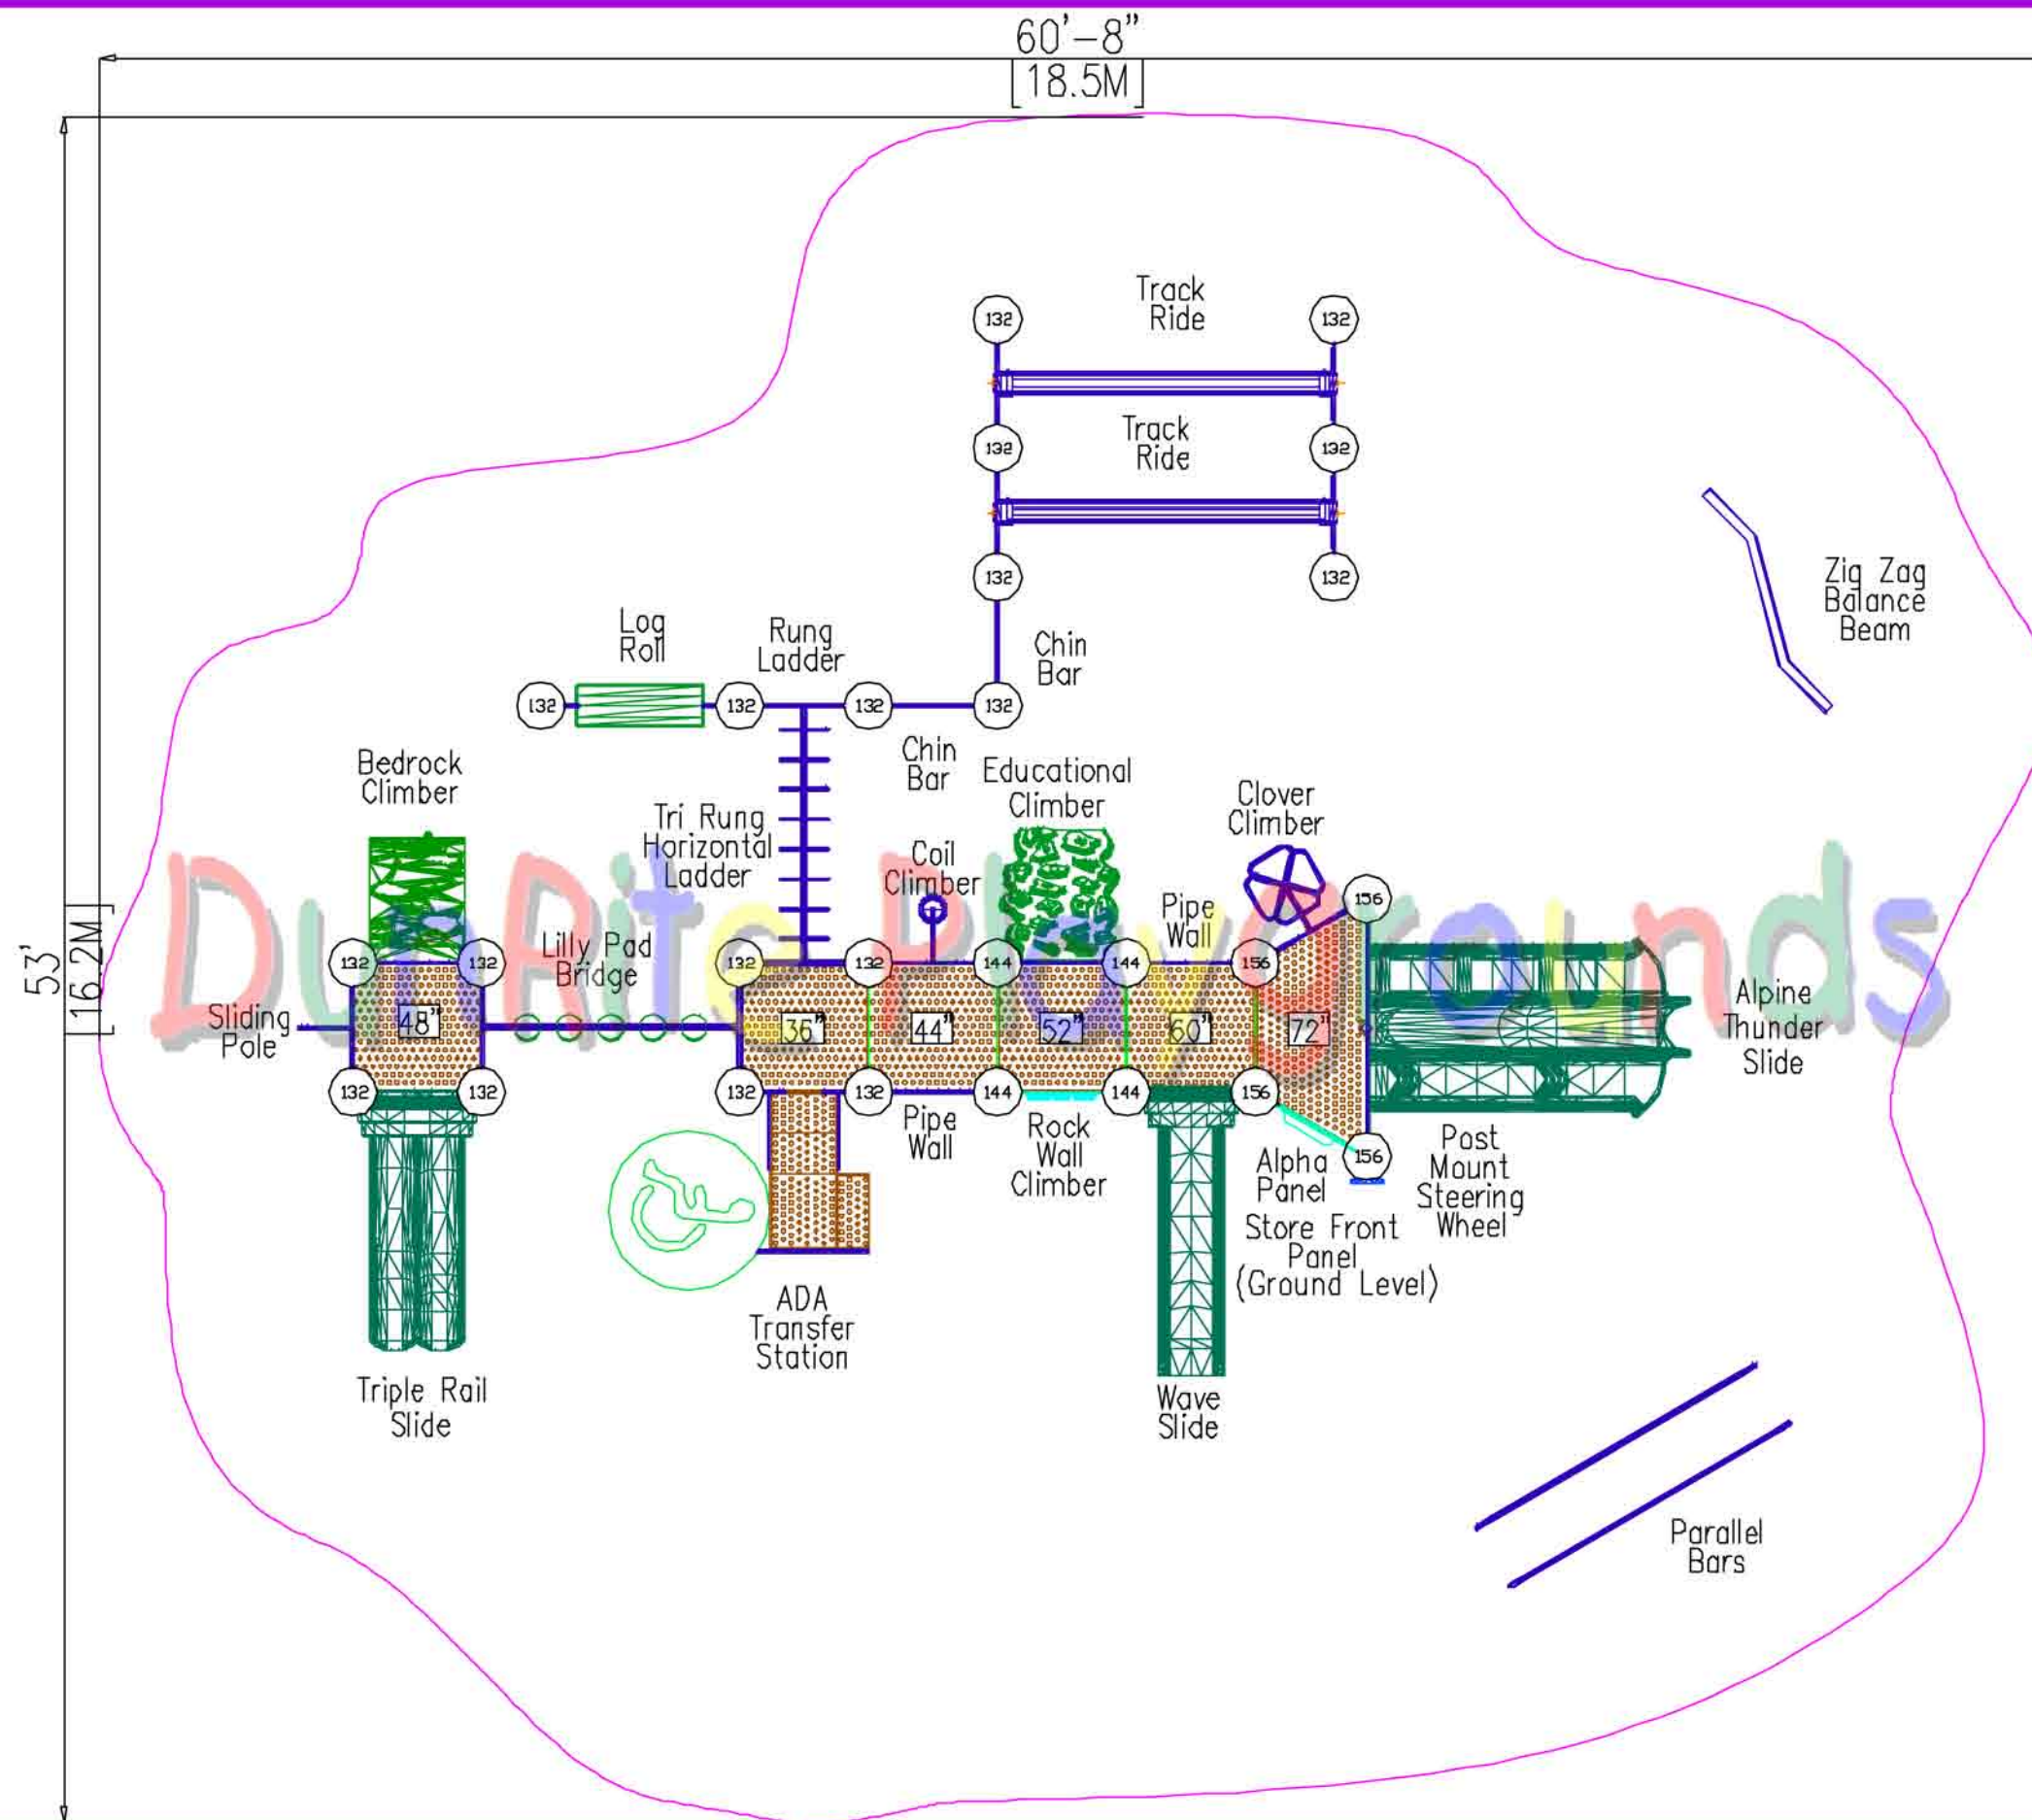 60'-8"
[18.5M]
53'
[16.2M]
Track
Ride
132
132
Track
Ride
132
132
132
132
Zig Zag
Balance
Beam
Log
Roll
Rung
Ladder
Chin
Bar
132
132
132
132
Chin
Bar
Bedrock
Climber
Educational
Climber
Clover
Climber
Tri Rung
Horizontal
Ladder
Coil
Climber
Pipe
Wall
156
Lilly Pad
Bridge
132
132
132
132
144
144
156
DunRite Playgrounds
Sliding
Pole
48"
36"
44"
52"
60"
72"
Alpine
Thunder
Slide
132
132
132
132
144
144
156
Pipe
Wall
Rock
Wall
Climber
Alpha
Panel
156
Post
Mount
Steering
Wheel
Store Front
Panel
(Ground Level)
ADA
Transfer
Station
Triple Rail
Slide
Wave
Slide
Parallel
Bars